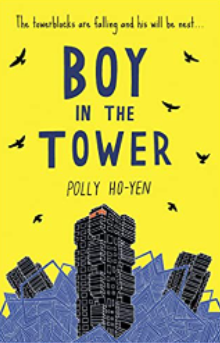 The towerblocks are falling and his will be next...
BOY
IN THE
TOWER
POLLY HO-YEN